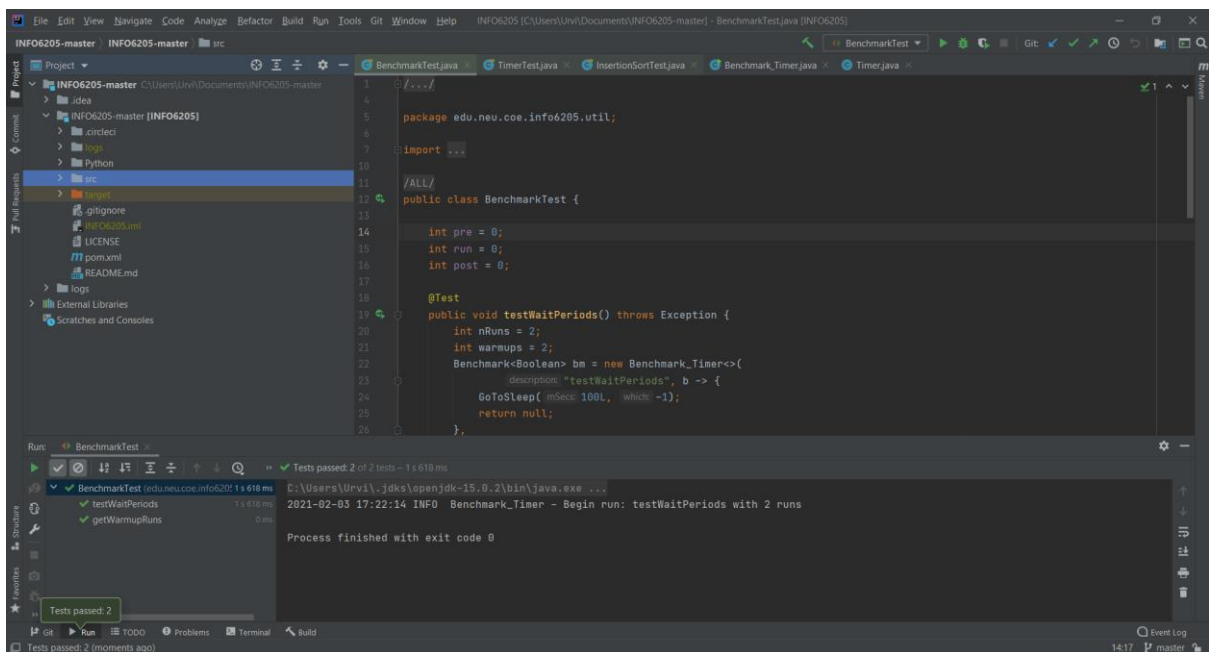 File Edit View Navigate Code Analyze Refactor Build Run Tools Git Window Help INFO6205 [C:\Users\Urvi\Documents\INFO6205-master] - BenchmarkTest.java [INFO6205]
INFO6205-master INFO6205-master src
BenchmarkTest
Git:
Project
BenchmarkTest.java TimerTest.java InsertionSortTest.java Benchmark_Timer.java Timer.java
INFO6205-master C:\Users\Urvi\Documents\INFO6205-master
.idea
INFO6205-master [INFO6205]
.circleci
logs
Python
src
target
.gitignore
INFO6205.iml
LICENSE
pom.xml
README.md
logs
External Libraries
Scratches and Consoles
Project
Commit
Pull Requests
1 /.../
4
5 package edu.neu.coe.info6205.util;
6
7 import ...
10
11 /ALL/
12 public class BenchmarkTest {
13
14 int pre = 0;
15 int run = 0;
16 int post = 0;
17
18 @Test
19 public void testWaitPeriods() throws Exception {
20 int nRuns = 2;
21 int warmups = 2;
22 Benchmark<Boolean> bm = new Benchmark_Timer<>(
23 description: "testWaitPeriods", b -> {
24 GoToSleep( mSecs: 100L, which: -1);
25 return null;
26 },
1
Maven
Run: BenchmarkTest
Tests passed: 2 of 2 tests – 1 s 618 ms
BenchmarkTest (edu.neu.coe.info620! 1 s 618 ms
testWaitPeriods 1 s 618 ms
getWarmupRuns 0 ms
C:\Users\Urvi\.jdks\openjdk-15.0.2\bin\java.exe ...
2021-02-03 17:22:14 INFO Benchmark_Timer - Begin run: testWaitPeriods with 2 runs
Process finished with exit code 0
Structure
Favorites
Tests passed: 2
Git Run TODO Problems Terminal Build Event Log
Tests passed: 2 (moments ago) 14:17 master